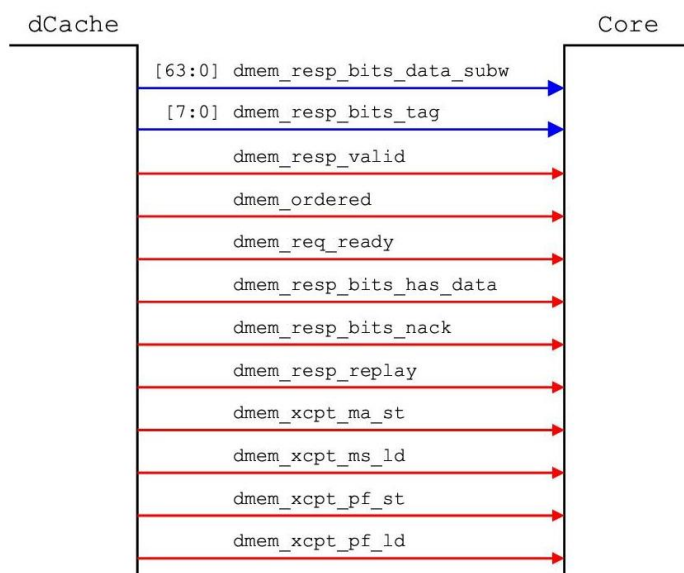 dCache
Core
[63:0] dmem_resp_bits_data_subw
[7:0] dmem_resp_bits_tag
dmem_resp_valid
dmem_ordered
dmem_req_ready
dmem_resp_bits_has_data
dmem_resp_bits_nack
dmem_resp_replay
dmem_xcpt_ma_st
dmem_xcpt_ms_ld
dmem_xcpt_pf_st
dmem_xcpt_pf_ld